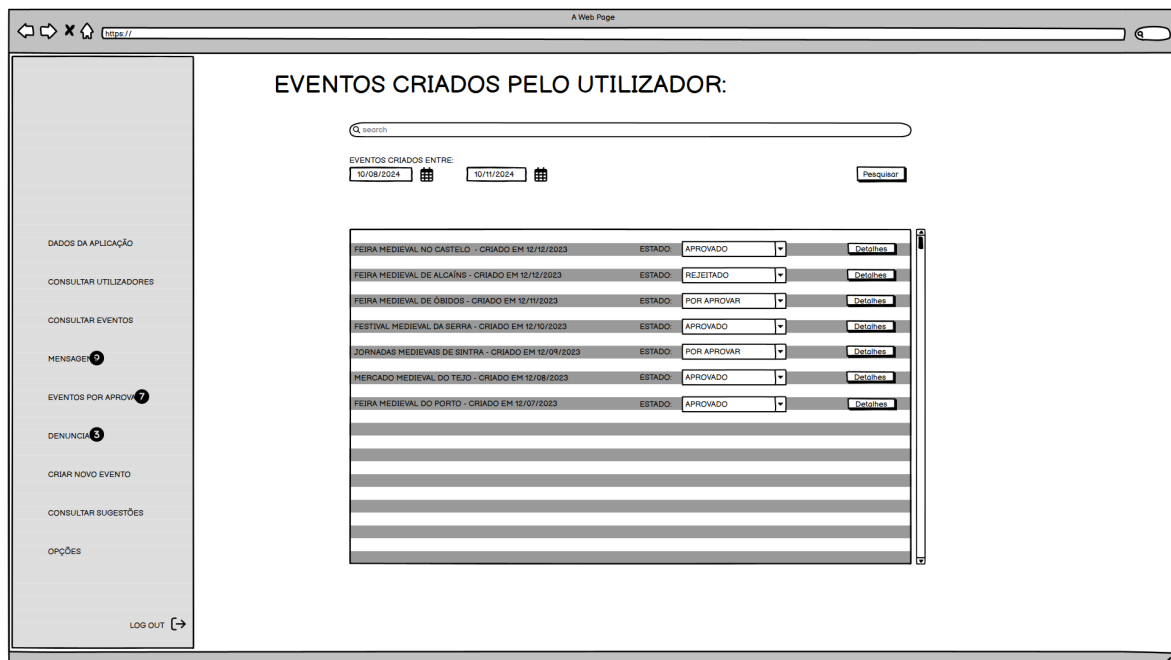 A Web Page
https://
EVENTOS CRIADOS PELO UTILIZADOR:
search
EVENTOS CRIADOS ENTRE:
10/08/2024 10/11/2024 Pesquisar
DADOS DA APLICAÇÃO
CONSULTAR UTILIZADORES
CONSULTAR EVENTOS
MENSAGEN 9
EVENTOS POR APROVA 7
DENUNCIA 3
CRIAR NOVO EVENTO
CONSULTAR SUGESTÕES
OPÇÕES
LOG OUT
FEIRA MEDIEVAL NO CASTELO - CRIADO EM 12/12/2023 ESTADO: APROVADO Detalhes
FEIRA MEDIEVAL DE ALCAÍNS - CRIADO EM 12/12/2023 ESTADO: REJEITADO Detalhes
FEIRA MEDIEVAL DE ÓBIDOS - CRIADO EM 12/11/2023 ESTADO: POR APROVAR Detalhes
FESTIVAL MEDIEVAL DA SERRA - CRIADO EM 12/10/2023 ESTADO: APROVADO Detalhes
JORNADAS MEDIEVAIS DE SINTRA - CRIADO EM 12/09/2023 ESTADO: POR APROVAR Detalhes
MERCADO MEDIEVAL DO TEJO - CRIADO EM 12/08/2023 ESTADO: APROVADO Detalhes
FEIRA MEDIEVAL DO PORTO - CRIADO EM 12/07/2023 ESTADO: APROVADO Detalhes